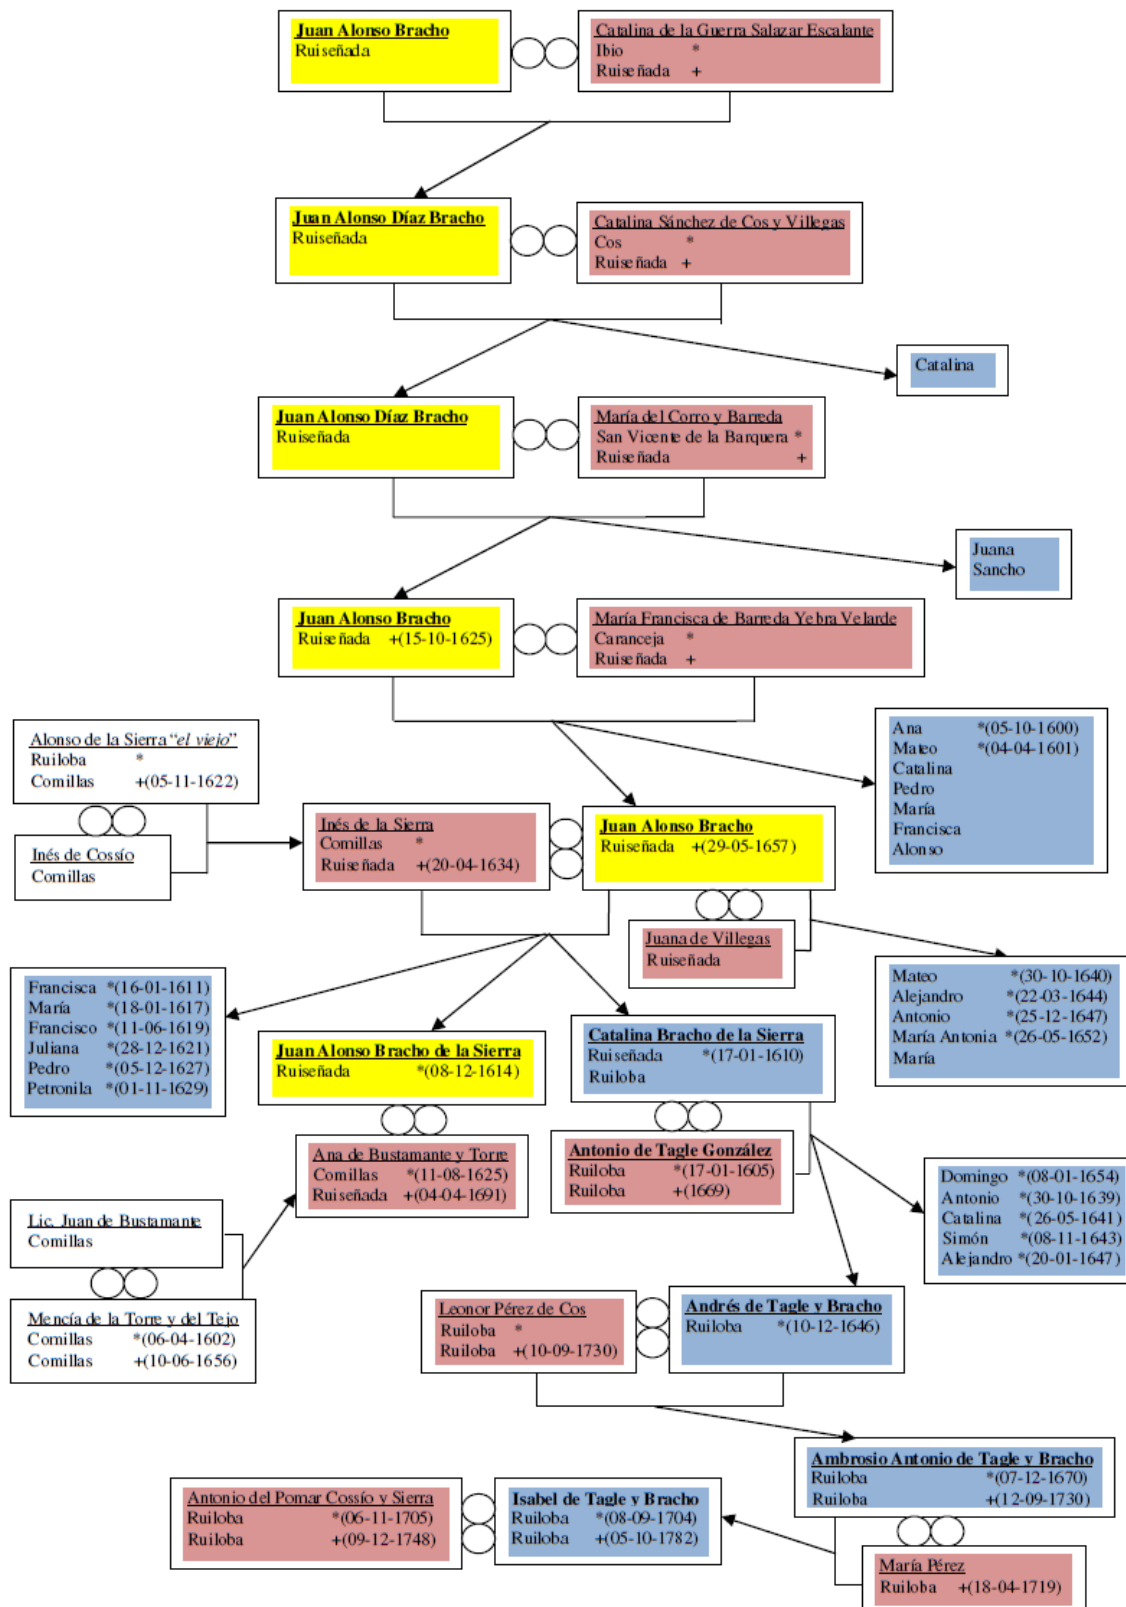 Juan Alonso Bracho
Ruiseñada
Catalina de la Guerra Salazar Escalante
Ibio *
Ruiseñada +
Juan Alonso Díaz Bracho
Ruiseñada
Catalina Sánchez de Cos y Villegas
Cos *
Ruiseñada +
Catalina
Juan Alonso Díaz Bracho
Ruiseñada
María del Corro y Barreda
San Vicente de la Barquera *
Ruiseñada +
Juana
Sancho
Juan Alonso Bracho
Ruiseñada +(15-10-1625)
María Francisca de Barreda Yebra Velarde
Caranceja *
Ruiseñada +
Alonso de la Sierra “el viejo”
Ruiloba *
Comillas +(05-11-1622)
Inés de Cossío
Comillas
Inés de la Sierra
Comillas *
Ruiseñada +(20-04-1634)
Juan Alonso Bracho
Ruiseñada +(29-05-1657)
Ana *(05-10-1600)
Mateo *(04-04-1601)
Catalina
Pedro
María
Francisca
Alonso
Juana de Villegas
Ruiseñada
Francisca *(16-01-1611)
María *(18-01-1617)
Francisco *(11-06-1619)
Juliana *(28-12-1621)
Pedro *(05-12-1627)
Petronila *(01-11-1629)
Juan Alonso Bracho de la Sierra
Ruiseñada *(08-12-1614)
Catalina Bracho de la Sierra
Ruiseñada *(17-01-1610)
Ruiloba
Mateo *(30-10-1640)
Alejandro *(22-03-1644)
Antonio *(25-12-1647)
María Antonia *(26-05-1652)
María
Ana de Bustamante y Torre
Comillas *(11-08-1625)
Ruiseñada +(04-04-1691)
Antonio de Tagle González
Ruiloba *(17-01-1605)
Ruiloba +(1669)
Domingo *(08-01-1654)
Antonio *(30-10-1639)
Catalina *(26-05-1641)
Simón *(08-11-1643)
Alejandro *(20-01-1647)
Lic. Juan de Bustamante
Comillas
Mencía de la Torre y del Tejo
Comillas *(06-04-1602)
Comillas +(10-06-1656)
Leonor Pérez de Cos
Ruiloba *
Ruiloba +(10-09-1730)
Andrés de Tagle y Bracho
Ruiloba *(10-12-1646)
Ambrosio Antonio de Tagle y Bracho
Ruiloba *(07-12-1670)
Ruiloba +(12-09-1730)
Antonio del Pomar Cossío y Sierra
Ruiloba *(06-11-1705)
Ruiloba +(09-12-1748)
Isabel de Tagle y Bracho
Ruiloba *(08-09-1704)
Ruiloba +(05-10-1782)
María Pérez
Ruiloba +(18-04-1719)